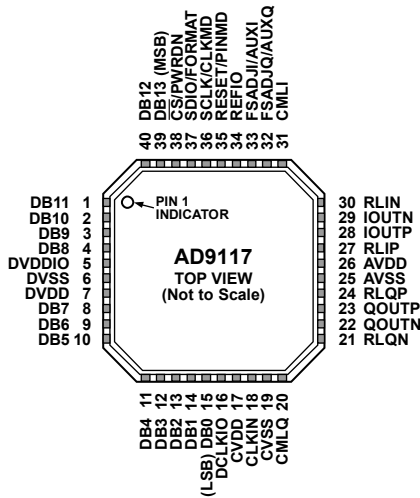 40 DB12
39 DB13 (MSB)
38 CS/PWRDN
37 SDIO/FORMAT
36 SCLK/CLKMD
35 RESET/PINMD
34 REFIO
33 FSADJI/AUXI
32 FSADJQ/AUXQ
31 CMLI
DB11 1
DB10 2
DB9 3
DB8 4
DVDDIO 5
DVSS 6
DVDD 7
DB7 8
DB6 9
DB5 10
PIN 1
INDICATOR
AD9117
TOP VIEW
(Not to Scale)
30 RLIN
29 IOUTN
28 IOUTP
27 RLIP
26 AVDD
25 AVSS
24 RLQP
23 QOUTP
22 QOUTN
21 RLQN
DB4 11
DB3 12
DB2 13
DB1 14
(LSB) DB0 15
DCLKIO 16
CVDD 17
CLKIN 18
CVSS 19
CMLQ 20